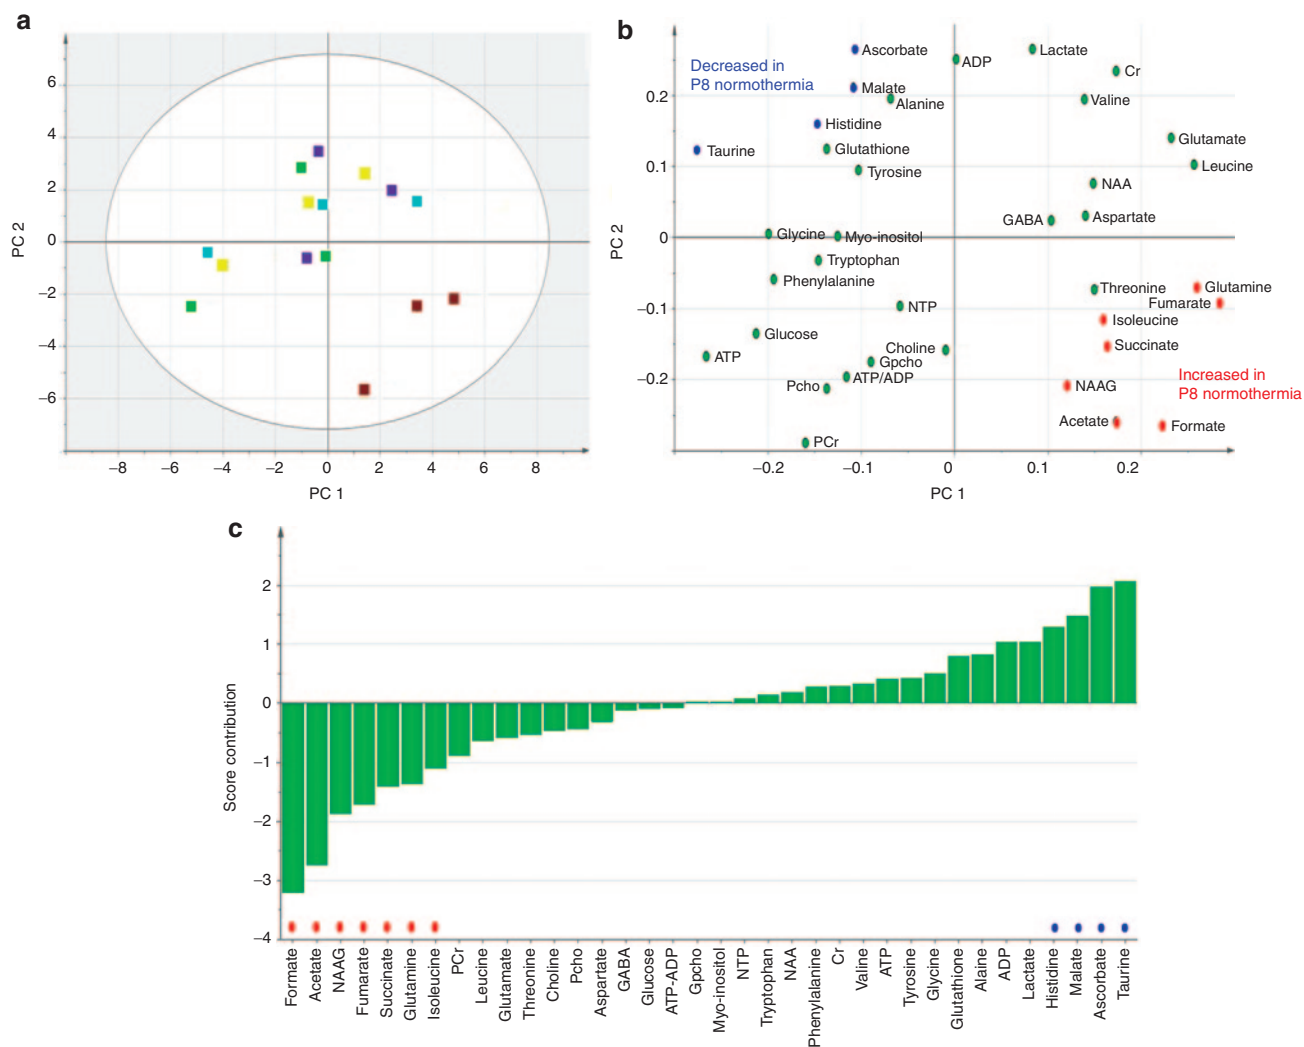 a
6
4
2
0
−2
−4
−6
PC 2
−8
−6
−4
−2
0
2
4
6
8
PC 1
b
Decreased in
P8 normothermia
Ascorbate
ADP
Lactate
Cr
Malate
Alanine
Valine
Histidine
Glutathione
Glutamate
Taurine
Tyrosine
Leucine
NAA
GABA
Aspartate
Glycine
Myo-inositol
Tryptophan
Phenylalanine
Threonine
Glutamine
Fumarate
NTP
Isoleucine
Glucose
Choline
Succinate
ATP
Gpcho
ATP/ADP
Pcho
NAAG
Increased in
P8 normothermia
Acetate
Formate
PCr
0.2
0.1
0
−0.1
−0.2
PC 2
−0.2
−0.1
0
0.1
0.2
PC 1
c
2
1
0
−1
−2
−3
−4
Score contribution
Formate
Acetate
NAAG
Fumarate
Succinate
Glutamine
Isoleucine
PCr
Leucine
Glutamate
Threonine
Choline
Pcho
Aspartate
GABA
Glucose
ATP-ADP
Gpcho
Myo-inositol
NTP
Tryptophan
NAA
Phenylalanine
Cr
Valine
ATP
Tyrosine
Glycine
Glutathione
Alaine
ADP
Lactate
Histidine
Malate
Ascorbate
Taurine